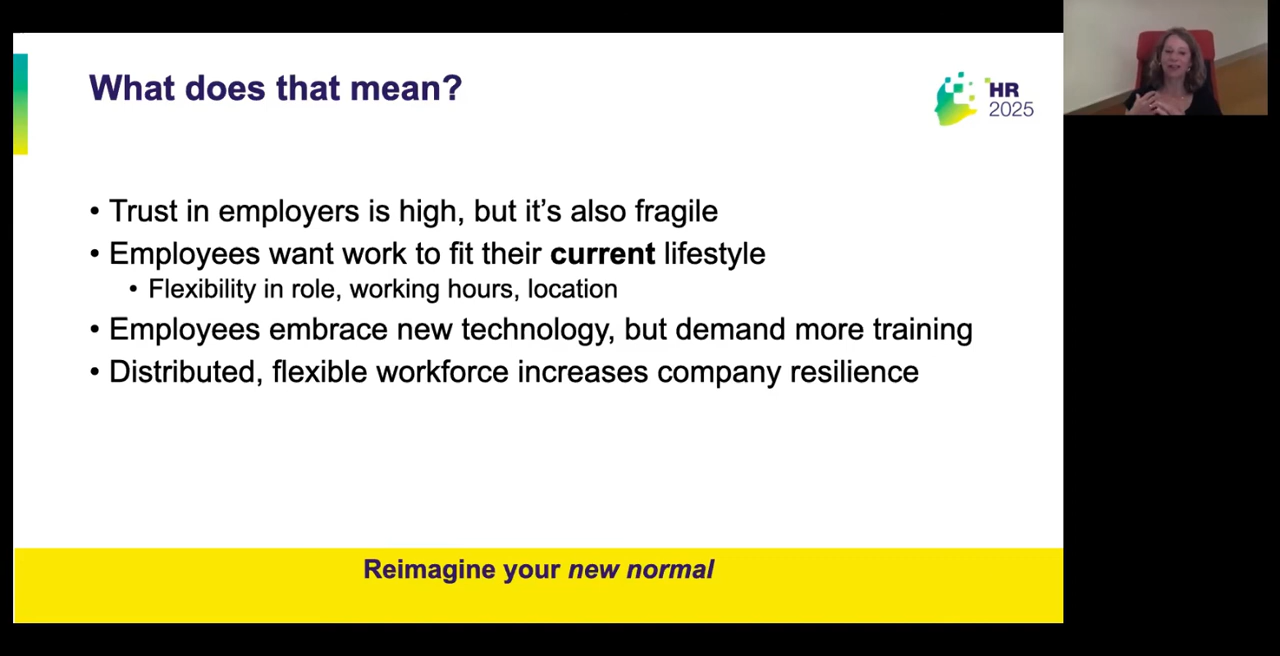 What does that mean?
HR
2025
• Trust in employers is high, but it’s also fragile
• Employees want work to fit their current lifestyle
• Flexibility in role, working hours, location
• Employees embrace new technology, but demand more training
• Distributed, flexible workforce increases company resilience
Reimagine your new normal